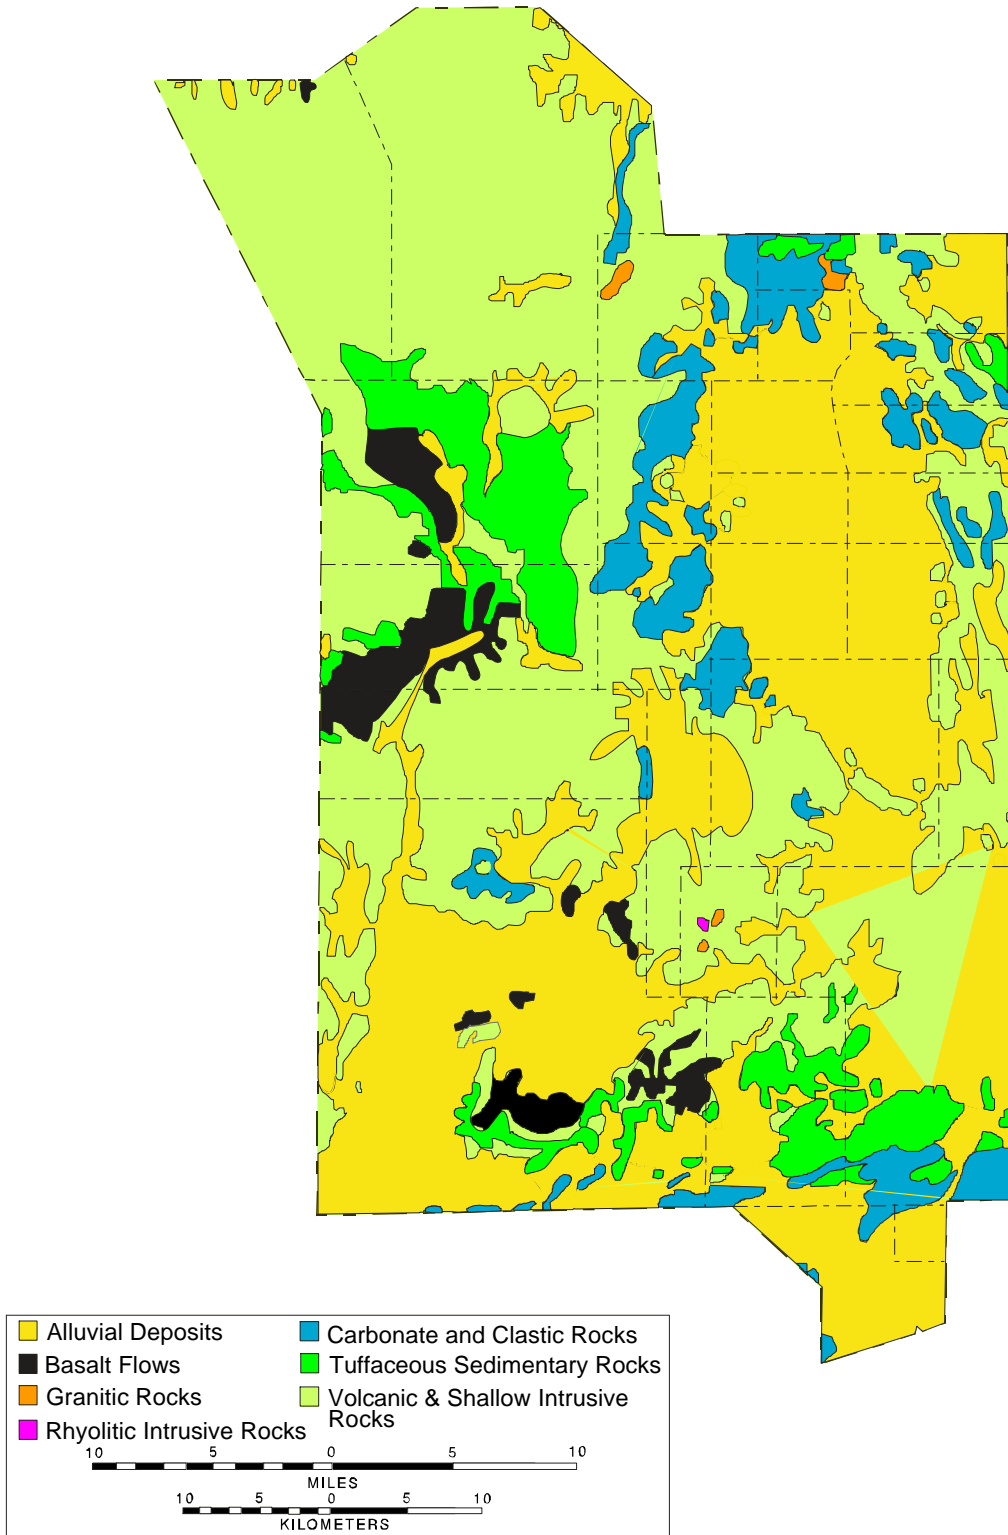 Alluvial Deposits
Basalt Flows
Granitic Rocks
Rhyolitic Intrusive Rocks
Carbonate and Clastic Rocks
Tuffaceous Sedimentary Rocks
Volcanic & Shallow Intrusive
Rocks
10 5 0 5 10
MILES
10 5 0 5 10
KILOMETERS